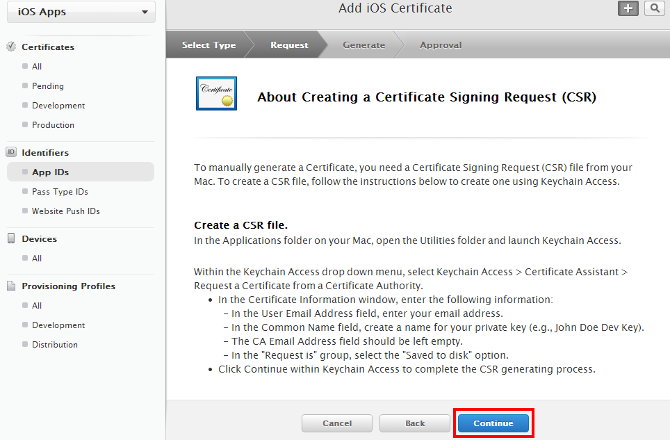 iOS Apps
Add iOS Certificate
Select Type
Request
Generate
Approval
Certificates
All
Pending
Development
Production
ID
Identifiers
App IDs
Pass Type IDs
Website Push IDs
Devices
All
Provisioning Profiles
All
Development
Distribution
Certificate
About Creating a Certificate Signing Request (CSR)
To manually generate a Certificate, you need a Certificate Signing Request (CSR) file from your
Mac. To create a CSR file, follow the instructions below to create one using Keychain Access.
Create a CSR file.
In the Applications folder on your Mac, open the Utilities folder and launch Keychain Access.
Within the Keychain Access drop down menu, select Keychain Access > Certificate Assistant >
Request a Certificate from a Certificate Authority.
• In the Certificate Information window, enter the following information:
– In the User Email Address field, enter your email address.
– In the Common Name field, create a name for your private key (e.g., John Doe Dev Key).
– The CA Email Address field should be left empty.
– In the "Request is" group, select the "Saved to disk" option.
• Click Continue within Keychain Access to complete the CSR generating process.
Cancel
Back
Continue